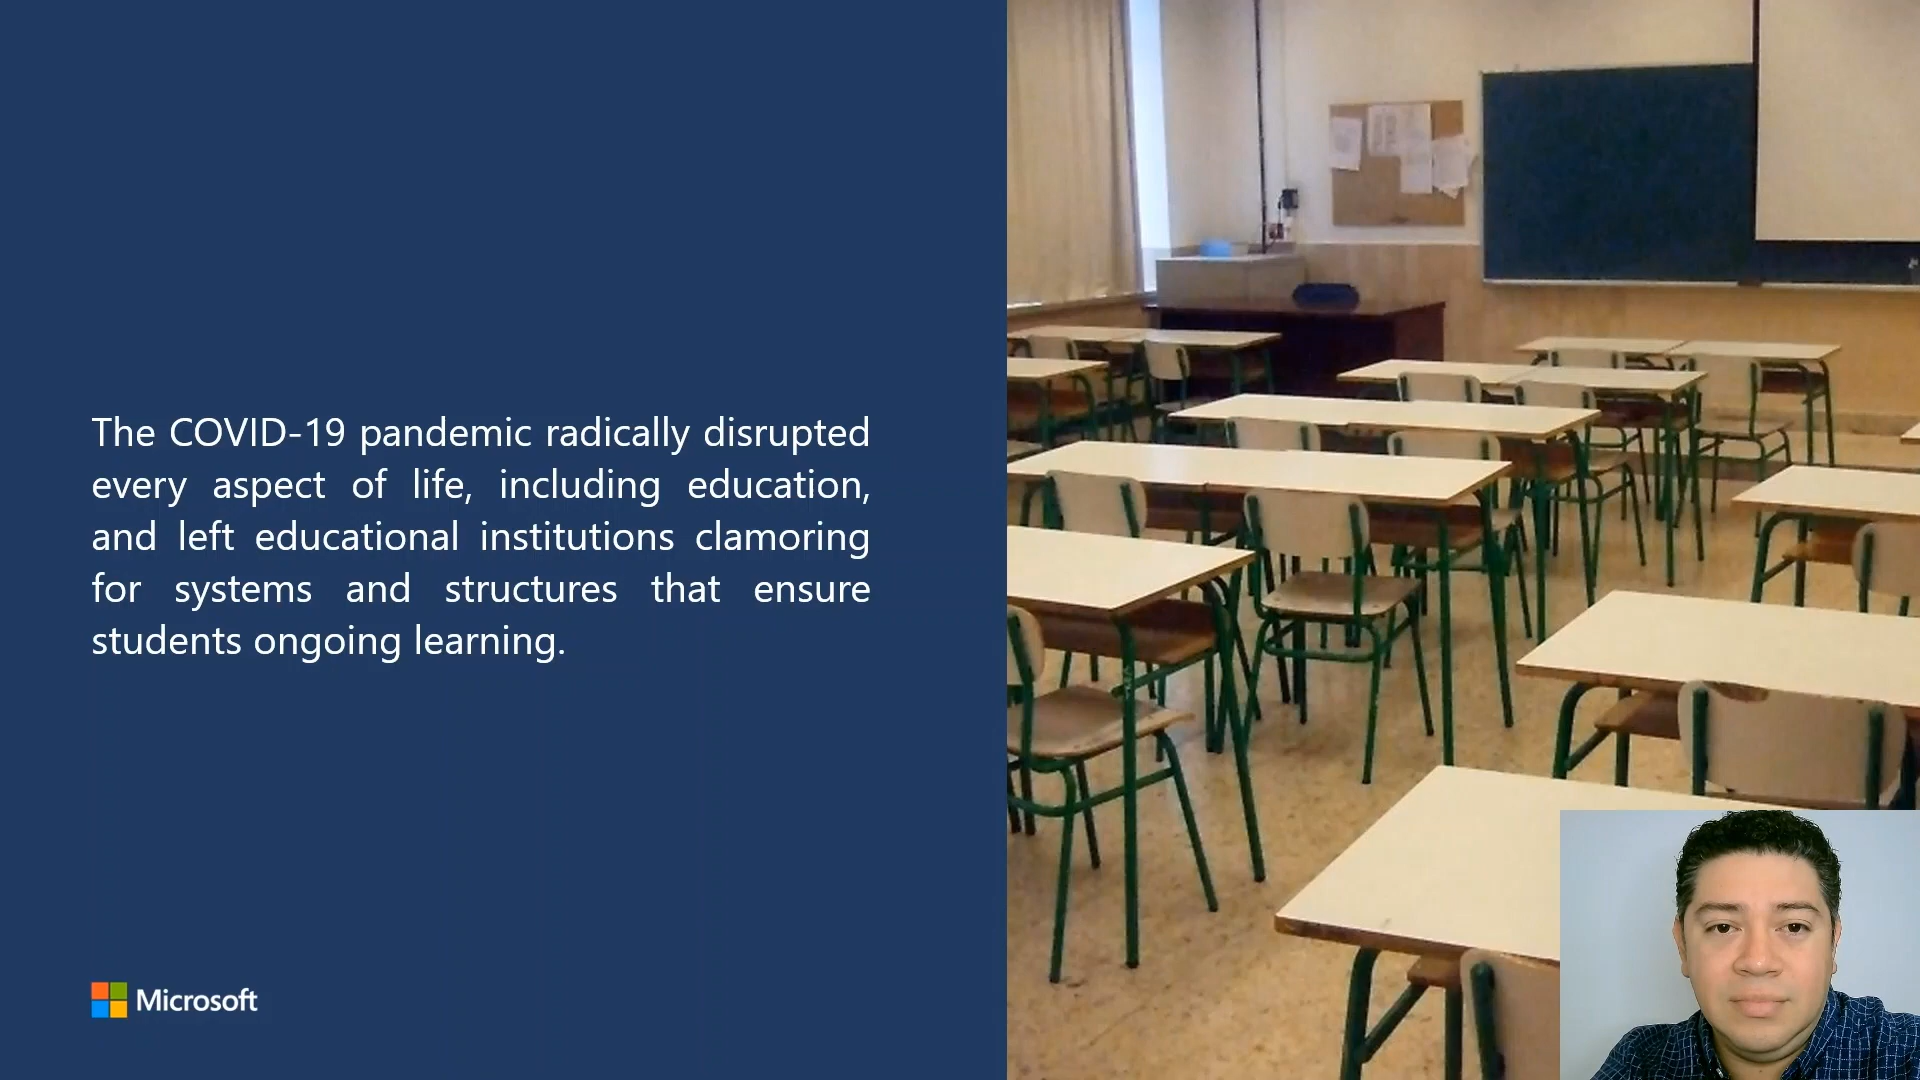 The COVID-19 pandemic radically disrupted
every aspect of life, including education,
and left educational institutions clamoring
for systems and structures that ensure
students ongoing learning.
Microsoft